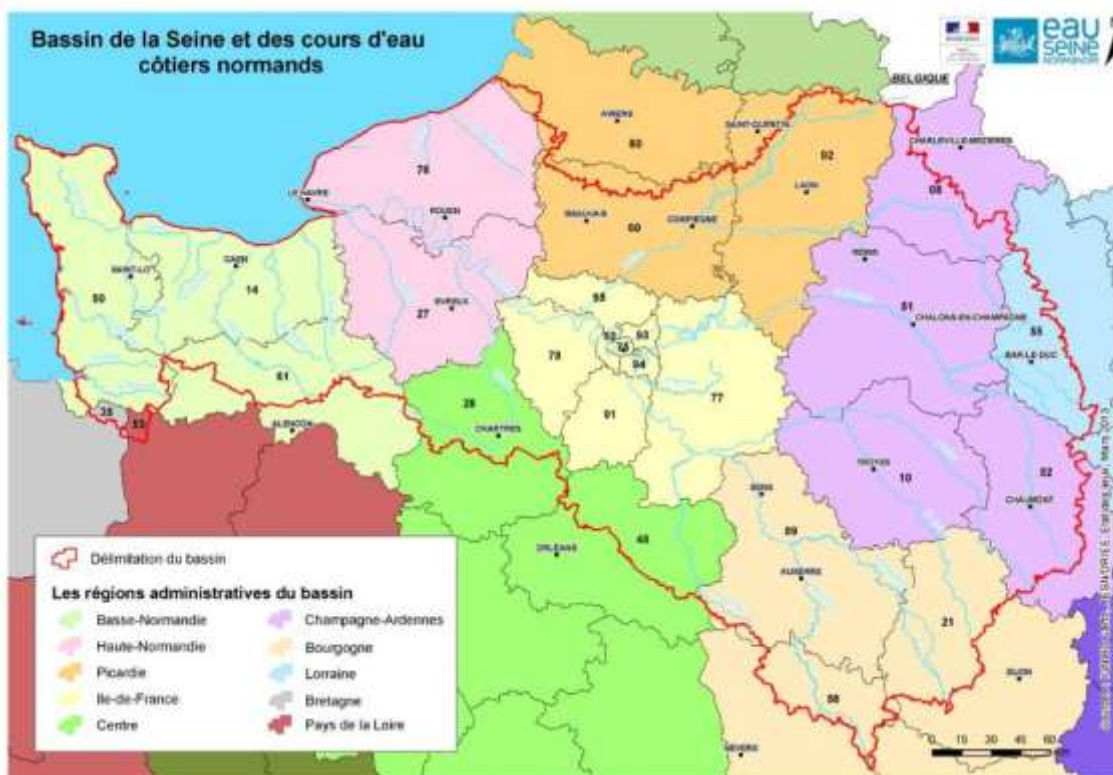 Bassin de la Seine et des cours d'eau
côtiers normands
eau
SEINE
NORMANDIE
BELGIQUE
AMIENS
80
SAINT-QUENTIN
02
CHARLEVILLE-MEZIERES
08
LAON
76
LE HAVRE
ROUEN
BEAUVAIS
COMPIEGNE
60
REIMS
51
CHALONS-EN-CHAMPAGNE
55
BAR-LE-DUC
SAINT-LO
50
CAEN
14
EVREUX
27
95
92
93
75
94
78
91
77
61
ALENCON
35
53
28
CHARTRES
TROYES
10
52
CHAUMONT
SENS
89
AUXERRE
ORLEANS
45
21
DIJON
58
NEVERS
0 15 30 45 60
Délimitation du bassin
Les régions administratives du bassin
Basse-Normandie
Haute-Normandie
Picardie
Ile-de-France
Centre
Champagne-Ardennes
Bourgogne
Lorraine
Bretagne
Pays de la Loire